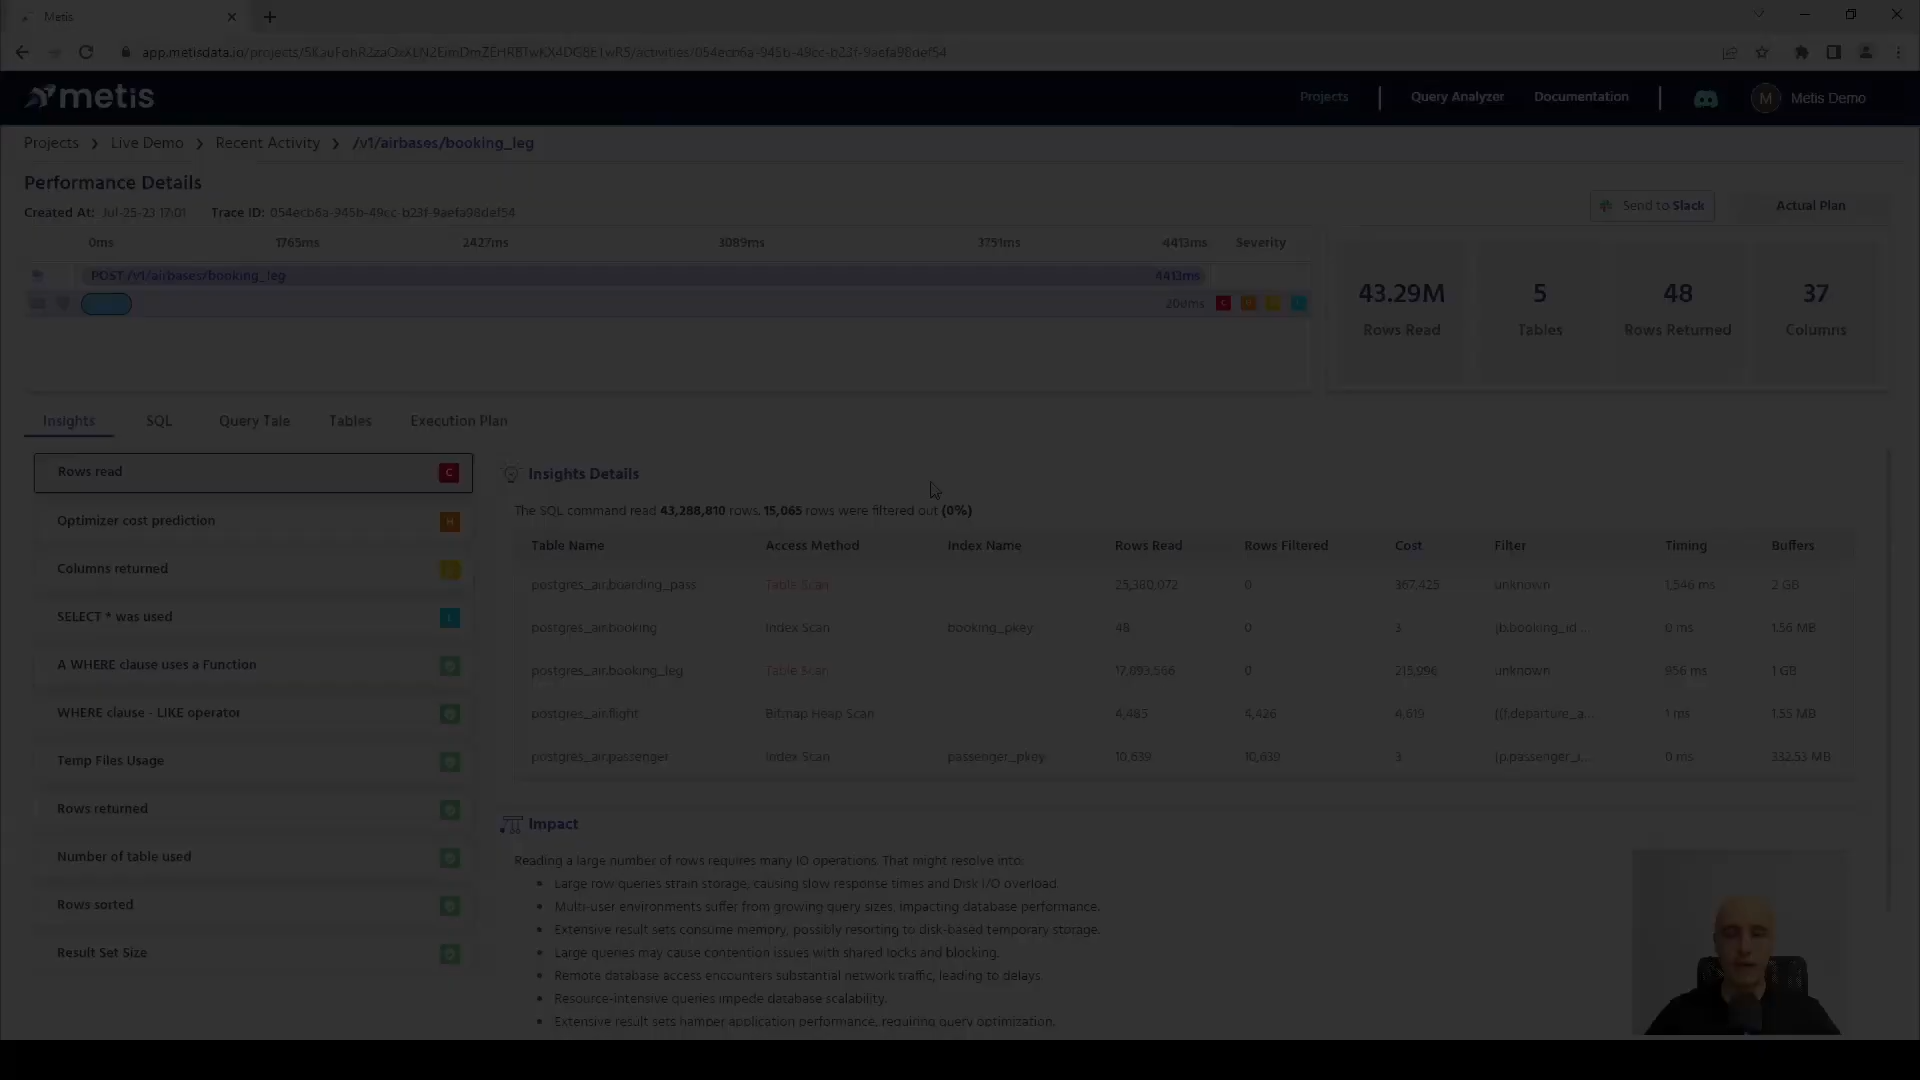 Metis
metis
Projects
Query Analyzer
Documentation
M
Metis Demo
Projects > Live Demo > Recent Activity > /v1/airbases/booking_leg
Performance Details
Created At: Jul-25-23 17:01 Trace ID: 054ecb6a-945b-49cc-b23f-9aefa98def54
Send to Slack
Actual Plan
0ms 1765ms 2427ms 3089ms 3751ms 4413ms Severity
POST /v1/airbases/booking_leg 4413ms
200ms C
43.29M 5 48 37
Rows Read Tables Rows Returned Columns
Insights SQL Query Tale Tables Execution Plan
Rows read C
Optimizer cost prediction H
Columns returned
SELECT * was used
A WHERE clause uses a Function
WHERE clause - LIKE operator
Temp Files Usage
Rows returned
Number of table used
Rows sorted
Result Set Size
Insights Details
The SQL command read 43,288,810 rows. 15,065 rows were filtered out (0%)
Table Name Access Method Index Name Rows Read Rows Filtered Cost Filter Timing Buffers
postgres_air.boarding_pass Table Scan 25,380,072 0 367,425 unknown 1,546 ms 2 GB
postgres_air.booking Index Scan booking_pkey 48 0 3 (b.booking_id ... 0 ms 1.56 MB
postgres_air.booking_leg Table Scan 17,893,566 0 215,996 unknown 956 ms 1 GB
postgres_air.flight Bitmap Heap Scan 4,485 4,426 4,619 ((f.departure_a... 1 ms 1.55 MB
postgres_air.passenger Index Scan passenger_pkey 10,639 10,639 3 (p.passenger_i... 0 ms 332.53 MB
Impact
Reading a large number of rows requires many IO operations. That might resolve into:
• Large row queries strain storage, causing slow response times and Disk I/O overload.
• Multi-user environments suffer from growing query sizes, impacting database performance.
• Extensive result sets consume memory, possibly resorting to disk-based temporary storage.
• Large queries may cause contention issues with shared locks and blocking.
• Remote database access encounters substantial network traffic, leading to delays.
• Resource-intensive queries impede database scalability.
• Extensive result sets hamper application performance, requiring query optimization.